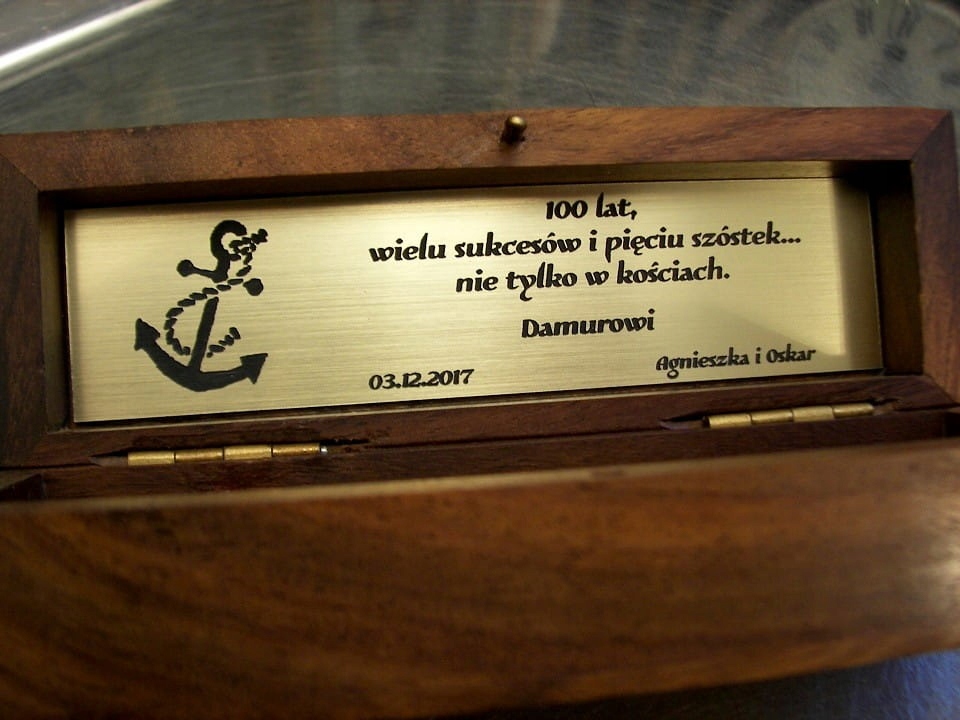 100 lat,
wielu sukcesów i pięciu szóstek...
nie tylko w kościach.
Damurowi
Agnieszka i Oskar
03.12.2017